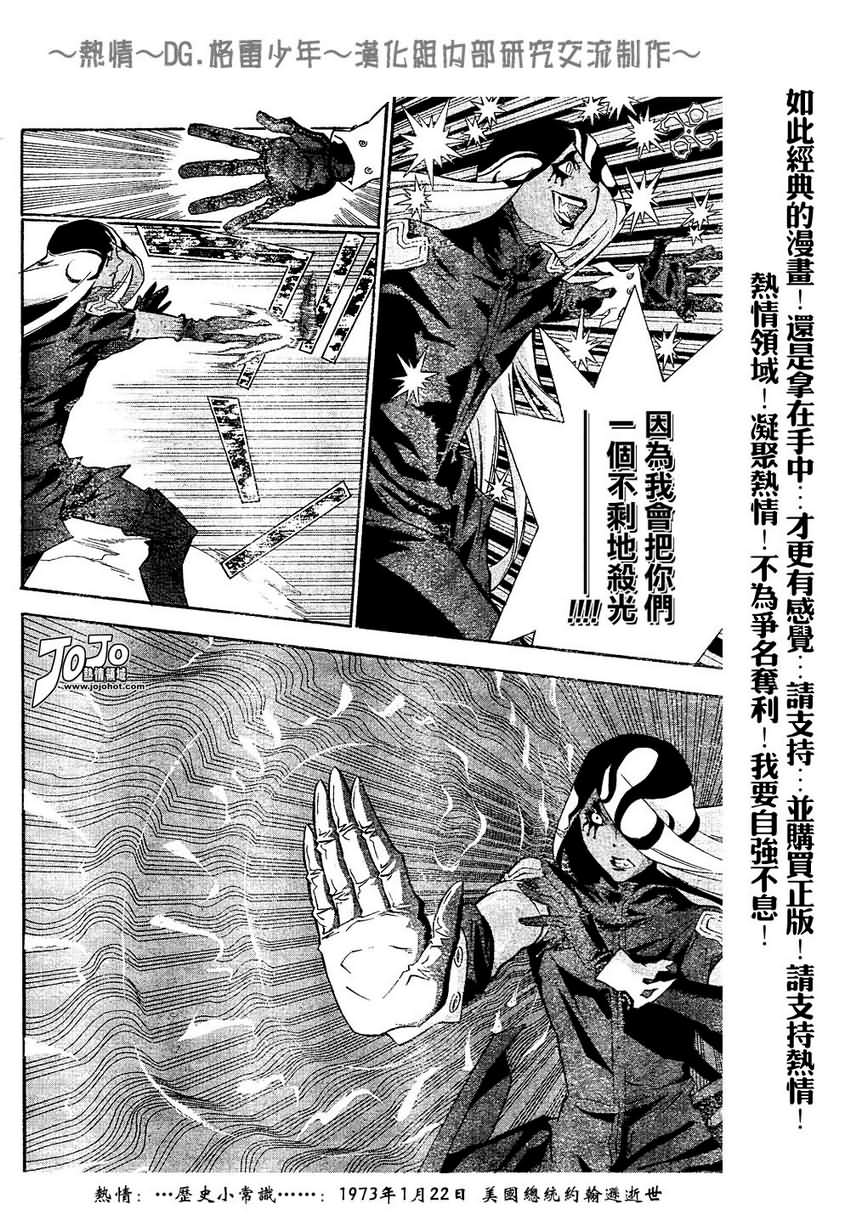 ～熱情～DG.格雷少年～漢化組內部研究交流制作～
如此經典的漫畫！還是拿在手中…才更有感覺…請支持…並購買正版！請支持熱情！
熱情領域！凝聚熱情！不為爭名奪利！我要自強不息！
因為我會把你們
一個不剩地殺光
——!!!!
JOJO
熱情領域
www.jojohot.com
熱情：…歷史小常識……：1973年1月22日 美國總統約翰遜逝世